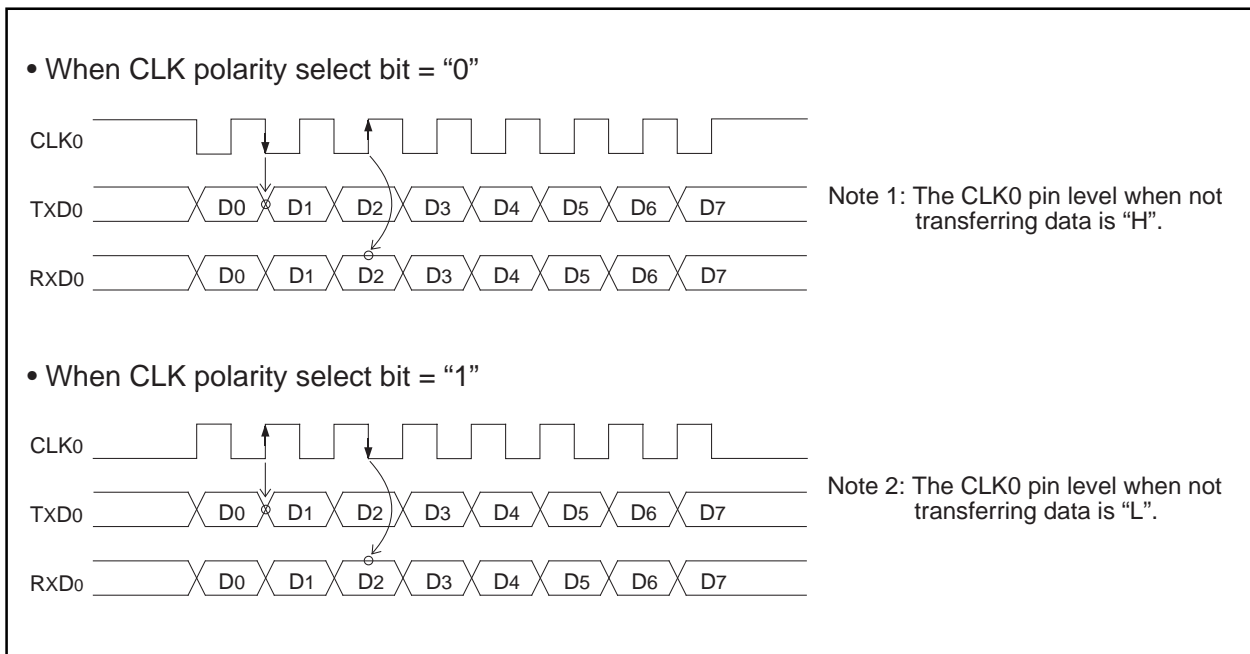 • When CLK polarity select bit = “0”
CLK0
TXD0 D0 D1 D2 D3 D4 D5 D6 D7
RXD0 D0 D1 D2 D3 D4 D5 D6 D7
Note 1: The CLK0 pin level when not
transferring data is “H”.
• When CLK polarity select bit = “1”
CLK0
TXD0 D0 D1 D2 D3 D4 D5 D6 D7
RXD0 D0 D1 D2 D3 D4 D5 D6 D7
Note 2: The CLK0 pin level when not
transferring data is “L”.